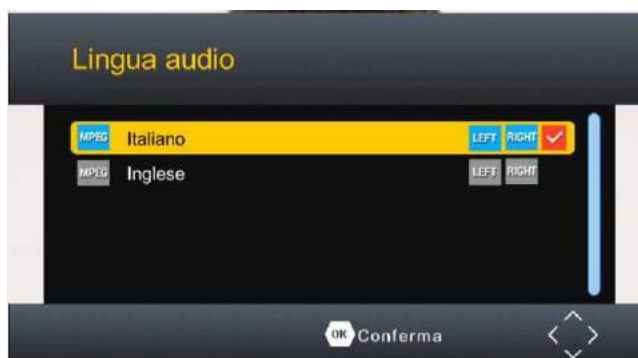 Lingua audio
MPEG Italiano LEFT RIGHT
MPEG Inglese LEFT RIGHT
OK Conferma